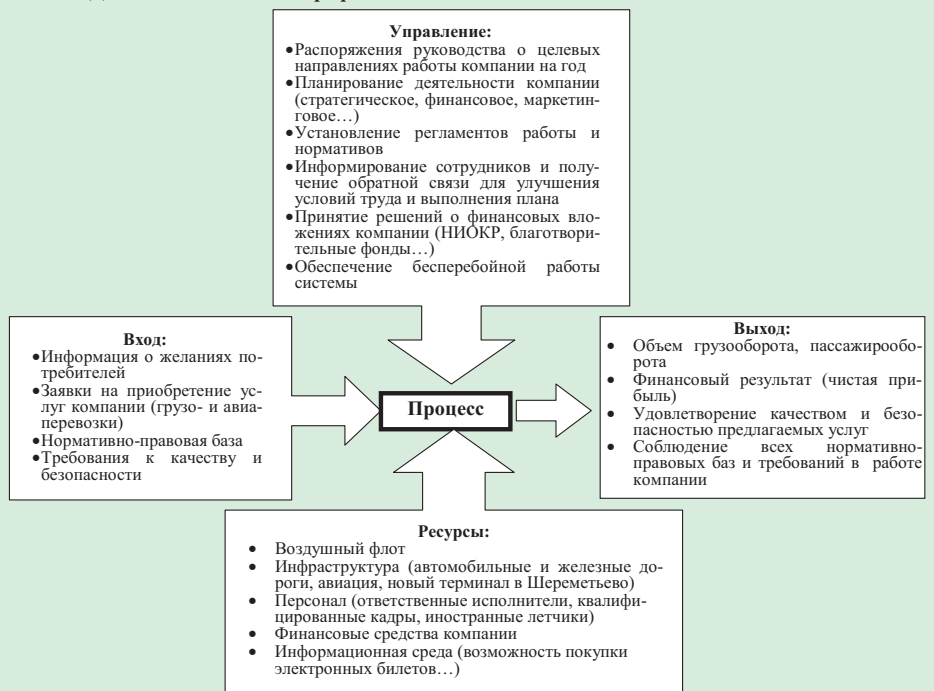 Управление:
•Распоряжения руководства о целевых
направлениях работы компании на год
•Планирование деятельности компании
(стратегическое, финансовое, маркетин-
говое…)
•Установление регламентов работы и
нормативов
•Информирование сотрудников и полу-
чение обратной связи для улучшения
условий труда и выполнения плана
•Принятие решений о финансовых вло-
жениях компании (НИОКР, благотвори-
тельные фонды…)
•Обеспечение бесперебойной работы
системы
Вход:
•Информация о желаниях по-
требителей
•Заявки на приобретение ус-
луг компании (грузо- и авиа-
перевозки)
•Нормативно-правовая база
•Требования к качеству и
безопасности
Процесс
Выход:
• Объем грузооборота, пассажирообо-
рота
• Финансовый результат (чистая при-
быль)
• Удовлетворение качеством и безо-
пасностью предлагаемых услуг
• Соблюдение всех нормативно-
правовых баз и требований в работе
компании
Ресурсы:
• Воздушный флот
• Инфраструктура (автомобильные и железные до-
роги, авиация, новый терминал в Шереметьево)
• Персонал (ответственные исполнители, квалифи-
цированные кадры, иностранные летчики)
• Финансовые средства компании
• Информационная среда (возможность покупки
электронных билетов…)